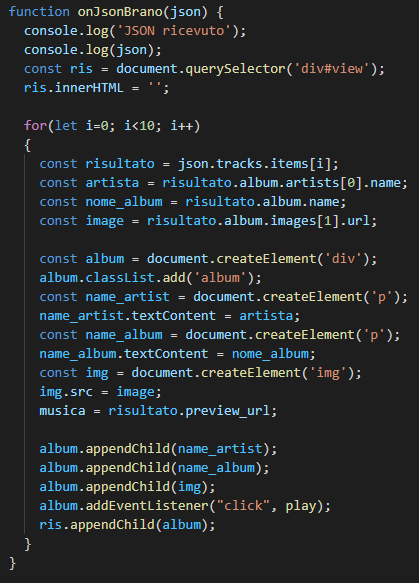 function onJsonBrano(json) {
  console.log('JSON ricevuto');
  console.log(json);
  const ris = document.querySelector('div#view');
  ris.innerHTML = '';

  for(let i=0; i<10; i++)
  {
    const risultato = json.tracks.items[i];
    const artista = risultato.album.artists[0].name;
    const nome_album = risultato.album.name;
    const image = risultato.album.images[1].url;

    const album = document.createElement('div');
    album.classList.add('album');
    const name_artist = document.createElement('p');
    name_artist.textContent = artista;
    const name_album = document.createElement('p');
    name_album.textContent = nome_album;
    const img = document.createElement('img');
    img.src = image;
    musica = risultato.preview_url;

    album.appendChild(name_artist);
    album.appendChild(name_album);
    album.appendChild(img);
    album.addEventListener("click", play);
    ris.appendChild(album);
  }
}